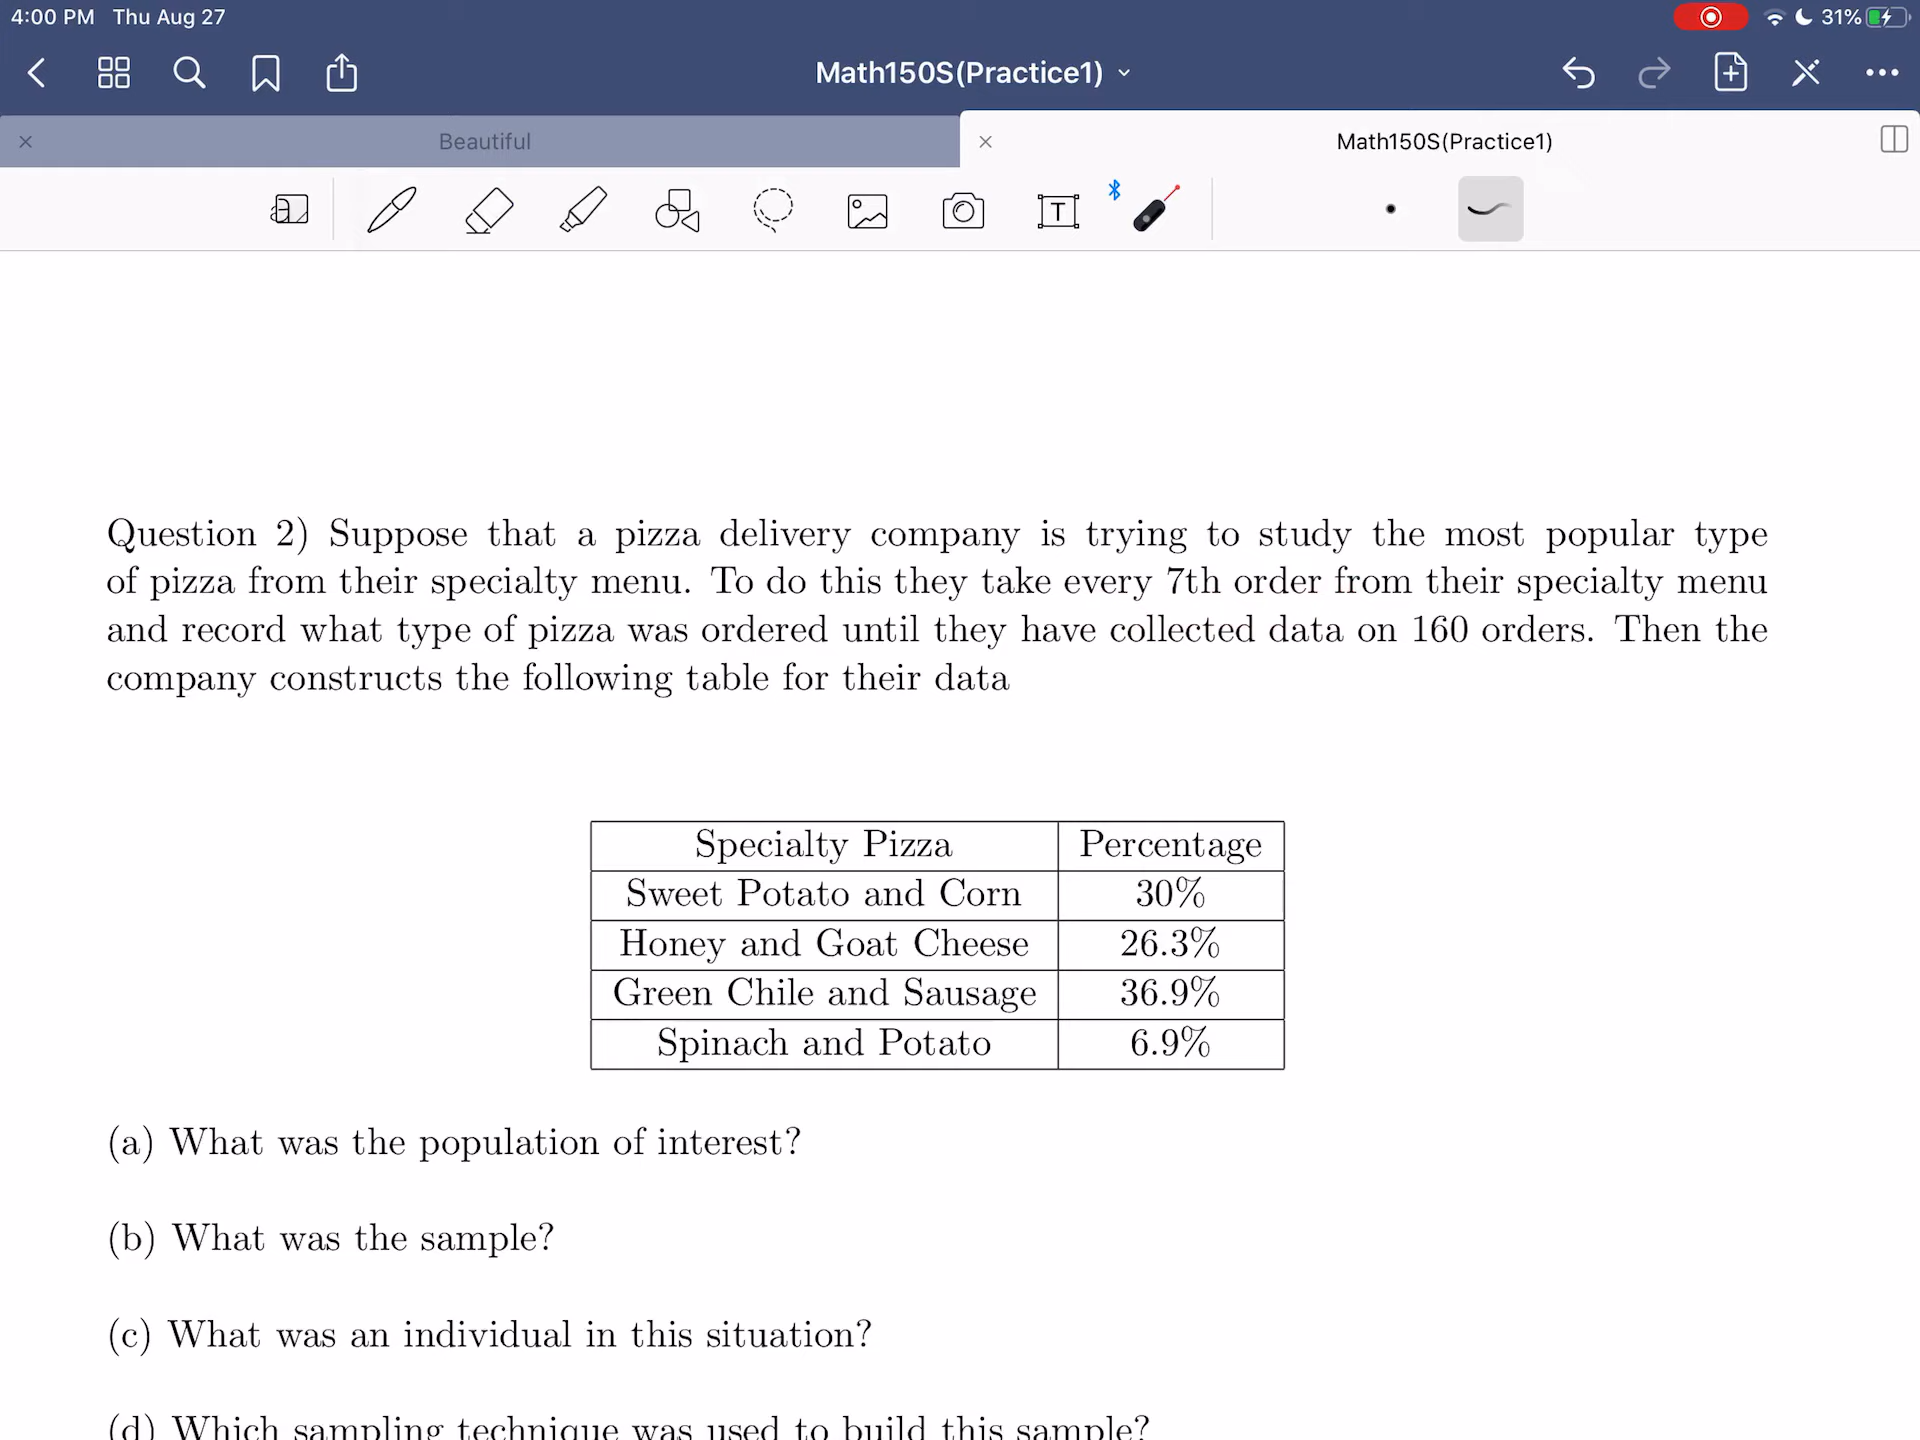 4:00 PM Thu Aug 27
31%
Math150S(Practice1)
Beautiful
Math150S(Practice1)
Question 2) Suppose that a pizza delivery company is trying to study the most popular type
of pizza from their specialty menu. To do this they take every 7th order from their specialty menu
and record what type of pizza was ordered until they have collected data on 160 orders. Then the
company constructs the following table for their data
Specialty Pizza Percentage
Sweet Potato and Corn 30%
Honey and Goat Cheese 26.3%
Green Chile and Sausage 36.9%
Spinach and Potato 6.9%
(a) What was the population of interest?
(b) What was the sample?
(c) What was an individual in this situation?
(d) Which sampling technique was used to build this sample?